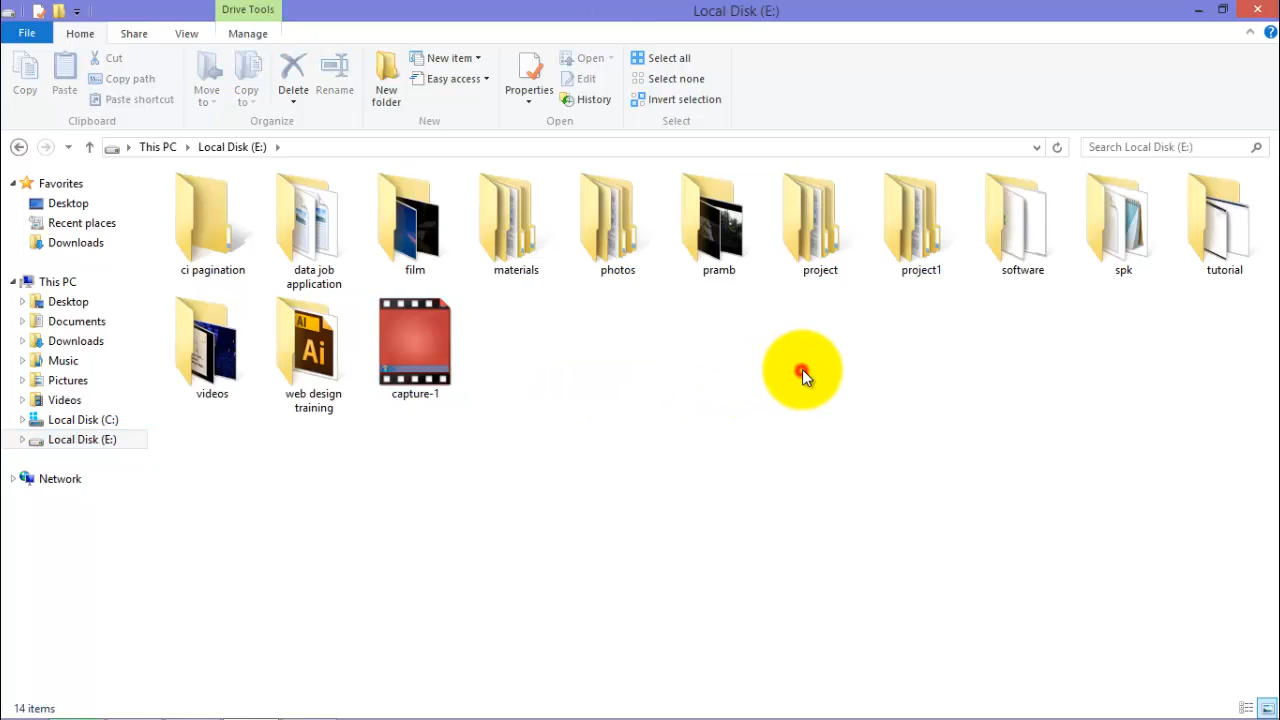 Drive Tools
Local Disk (E:)
File Home Share View Manage
Copy
Paste
Cut
Copy path
Paste shortcut
Clipboard
Move to
Copy to
Delete
Rename
Organize
New folder
New item
Easy access
New
Properties
Open
Edit
History
Open
Select all
Select none
Invert selection
Select
This PC Local Disk (E:)
Search Local Disk (E:)
Favorites
Desktop
Recent places
Downloads
This PC
Desktop
Documents
Downloads
Music
Pictures
Videos
Local Disk (C:)
Local Disk (E:)
Network
ci pagination
data job
application
film
materials
photos
pramb
project
project1
software
spk
tutorial
videos
AI
Ai
web design
training
capture-1
14 items